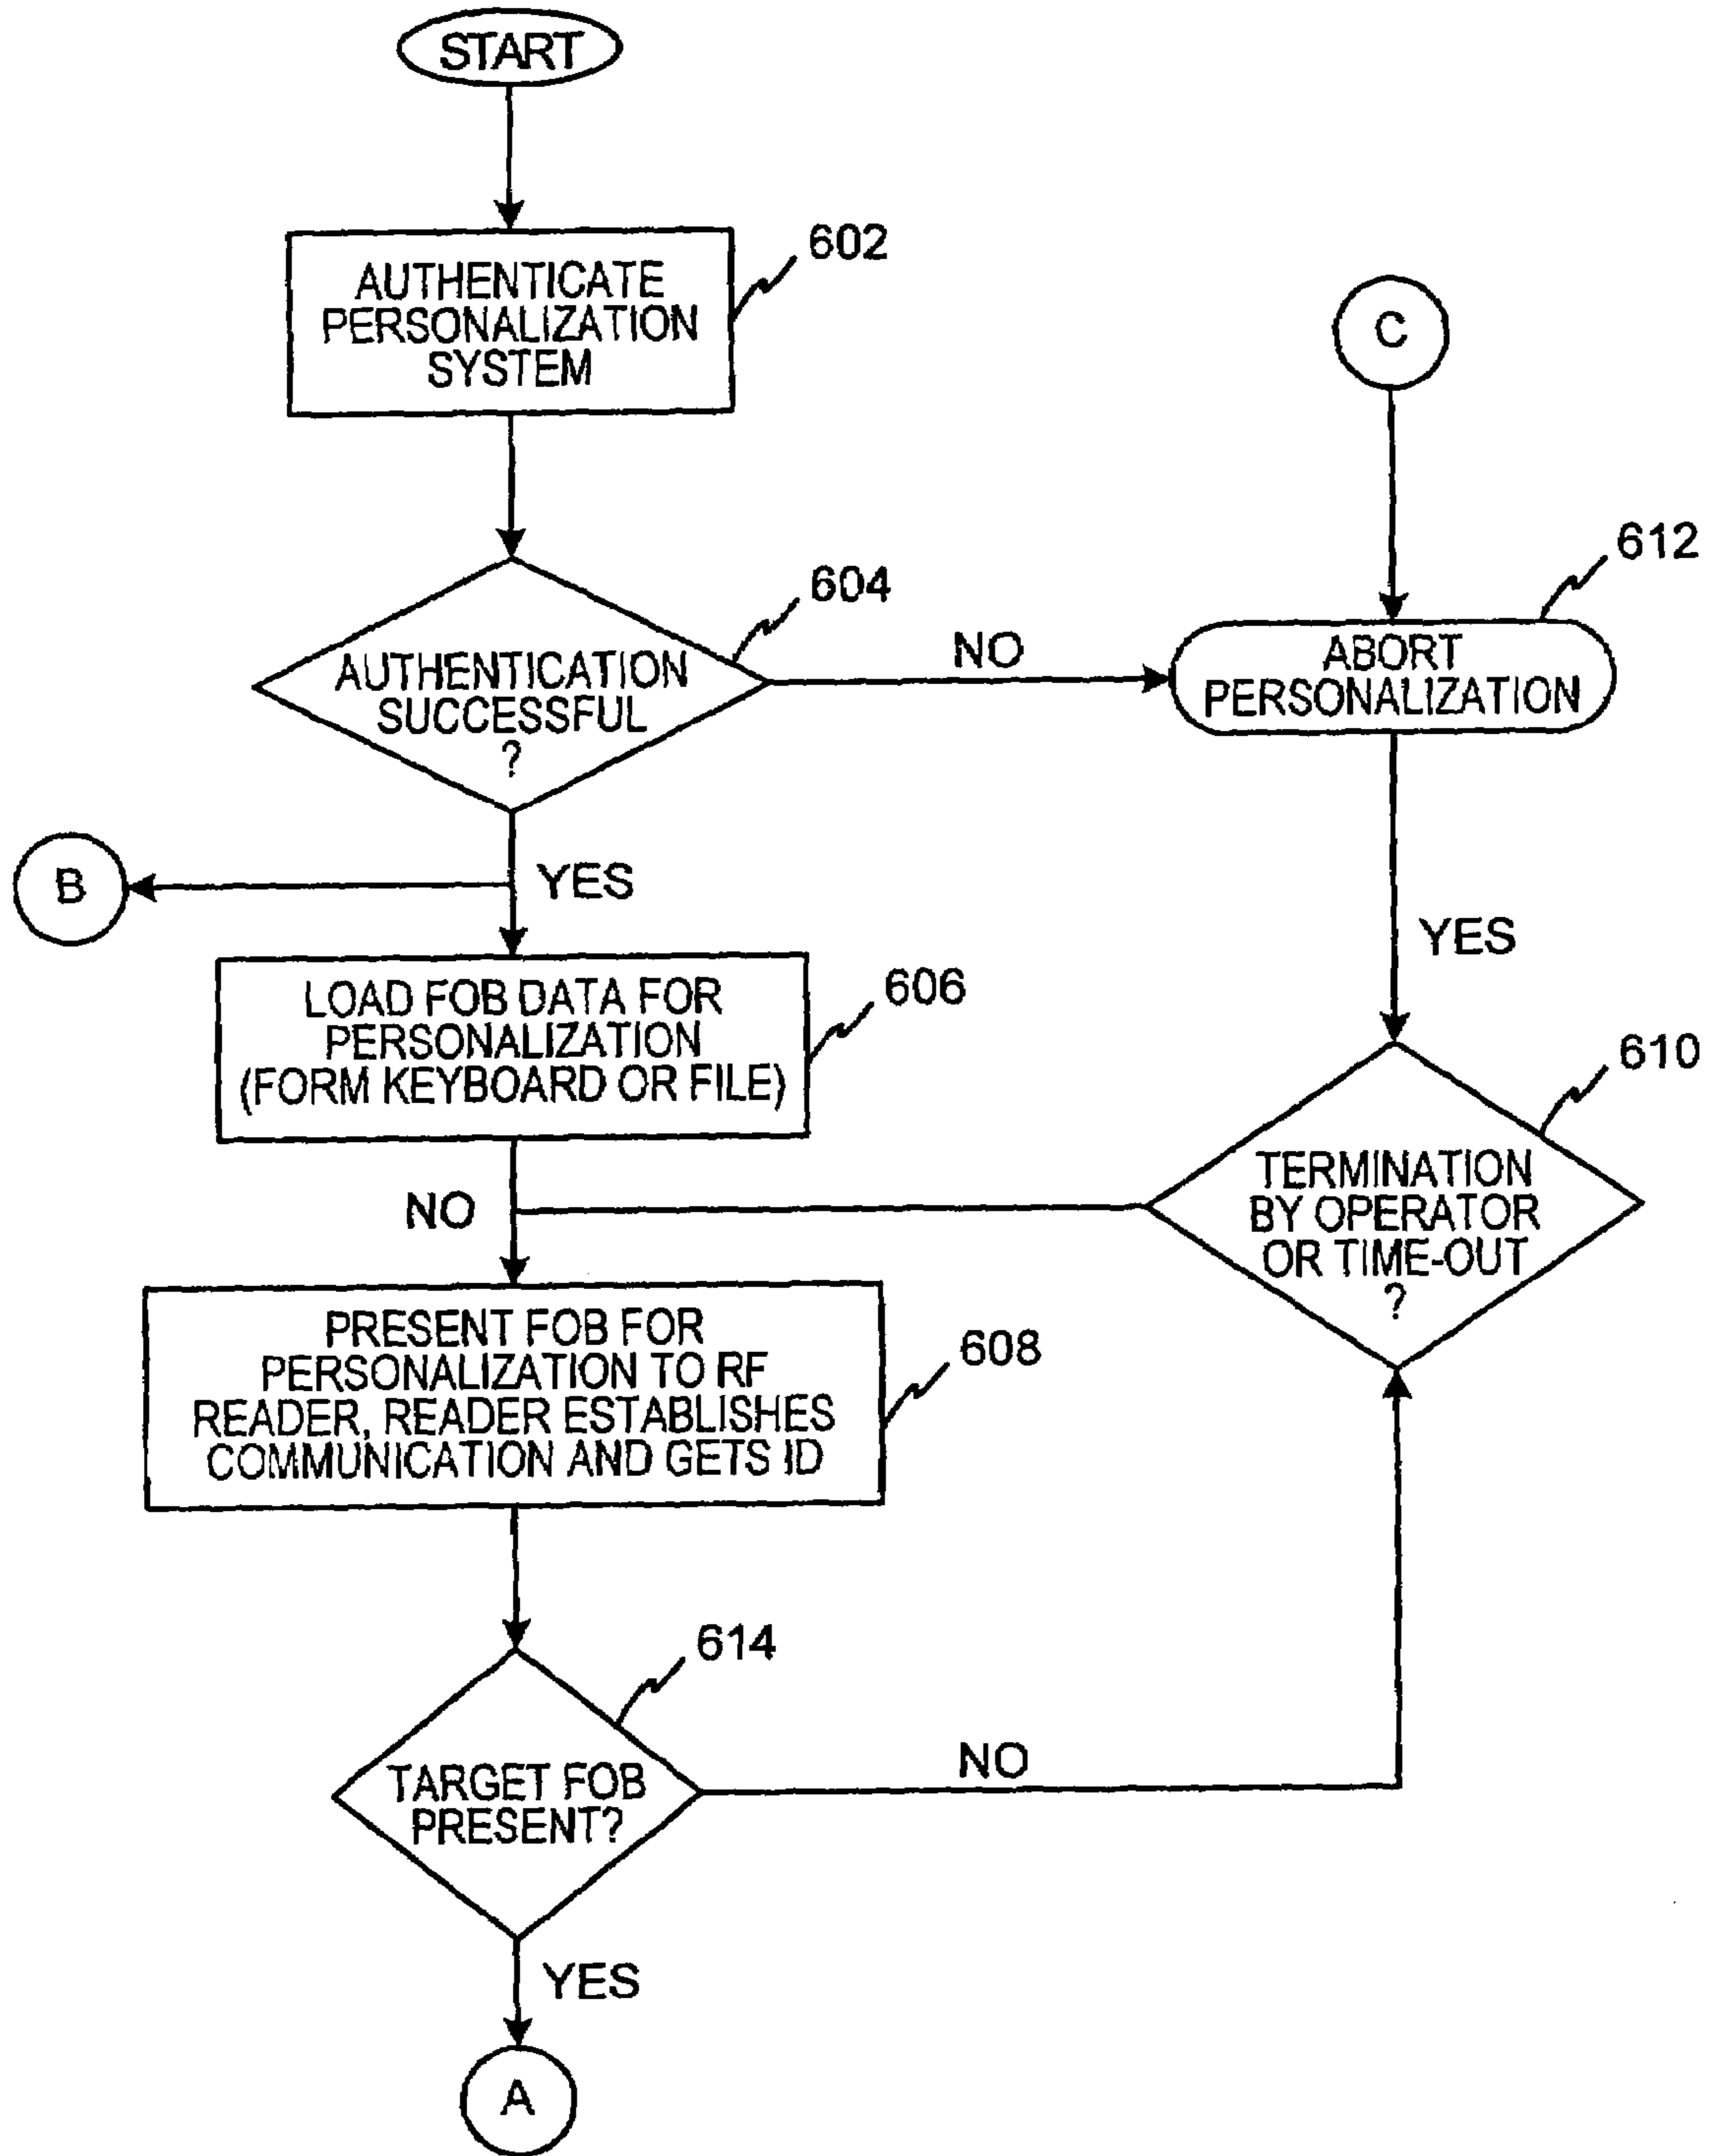 START
602
AUTHENTICATE
PERSONALIZATION
SYSTEM
C
604
AUTHENTICATION
SUCCESSFUL
?
NO
612
ABORT
PERSONALIZATION
B
YES
YES
606
LOAD FOB DATA FOR
PERSONALIZATION
(FORM KEYBOARD OR FILE)
610
TERMINATION
BY OPERATOR
OR TIME-OUT
?
NO
608
PRESENT FOB FOR
PERSONALIZATION TO RF
READER, READER ESTABLISHES
COMMUNICATION AND GETS ID
614
TARGET FOB
PRESENT?
NO
YES
A